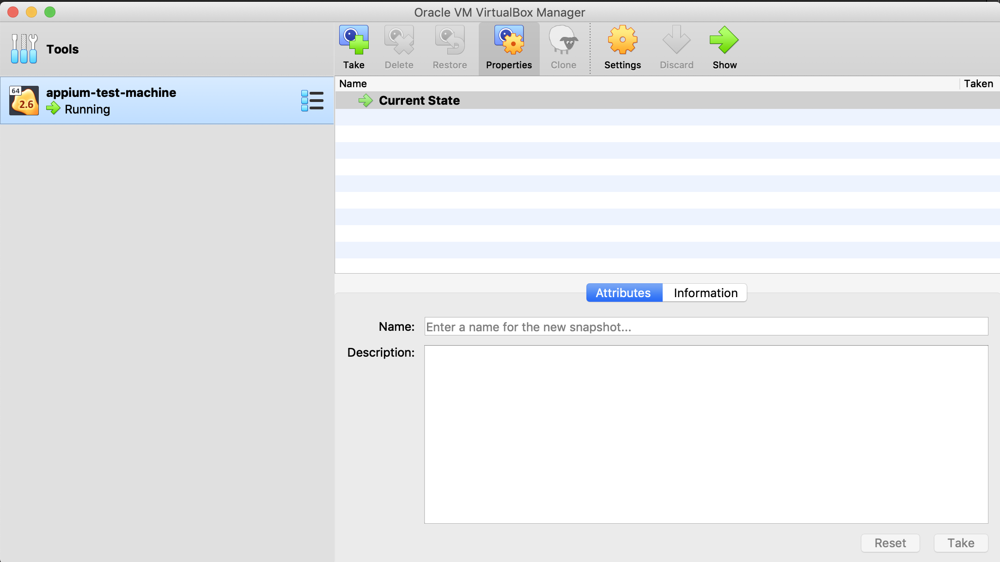 Oracle VM VirtualBox Manager
Tools
Take Delete Restore Properties Clone Settings Discard Show
64
2.6
appium-test-machine
Running
Name Taken
Current State
Attributes Information
Name: Enter a name for the new snapshot...
Description:
Reset Take